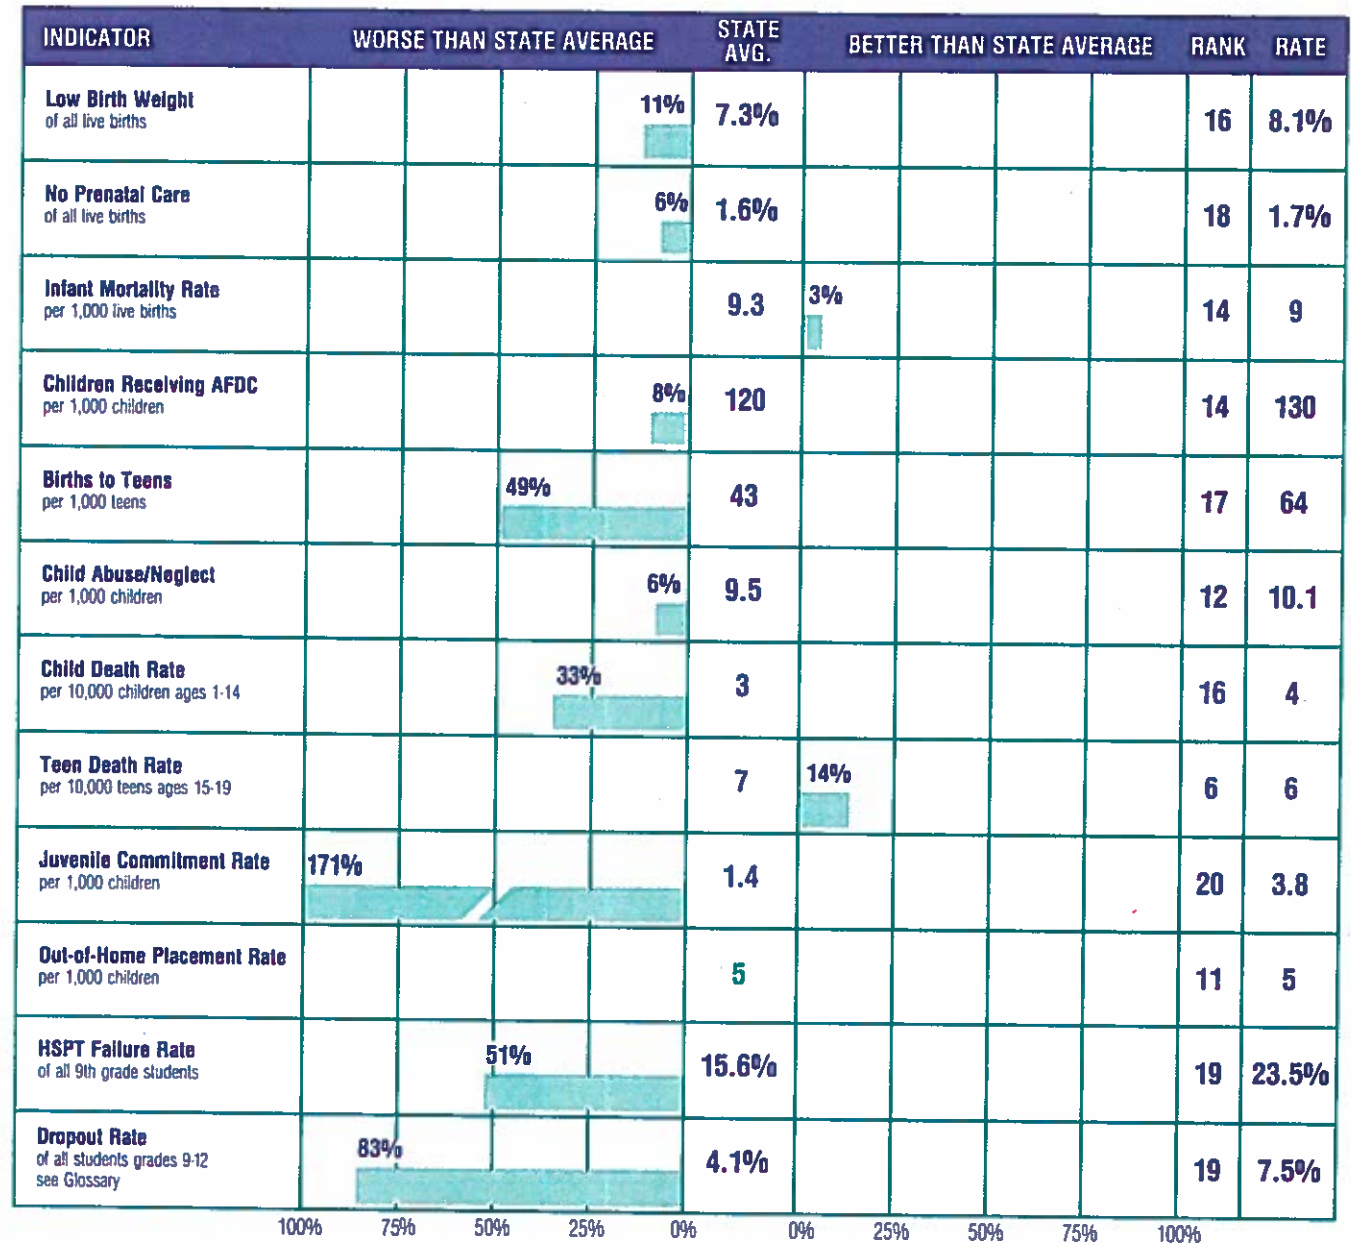 INDICATOR WORSE THAN STATE AVERAGE STATE AVG. BETTER THAN STATE AVERAGE RANK RATE
Low Birth Weight 11% 7.3% 16 8.1%
of all live births
No Prenatal Care 6% 1.6% 18 1.7%
of all live births
Infant Mortality Rate 9.3 3% 14 9
per 1,000 live births
Children Receiving AFDC 8% 120 14 130
per 1,000 children
Births to Teens 49% 43 17 64
per 1,000 teens
Child Abuse/Neglect 6% 9.5 12 10.1
per 1,000 children
Child Death Rate 33% 3 16 4
per 10,000 children ages 1-14
Teen Death Rate 7 14% 6 6
per 10,000 teens ages 15-19
Juvenile Commitment Rate 171% 1.4 20 3.8
per 1,000 children
Out-of-Home Placement Rate 5 11 5
per 1,000 children
HSPT Failure Rate 51% 15.6% 19 23.5%
of all 9th grade students
Dropout Rate 83% 4.1% 19 7.5%
of all students grades 9-12
see Glossary
100% 75% 50% 25% 0% 0% 25% 50% 75% 100%